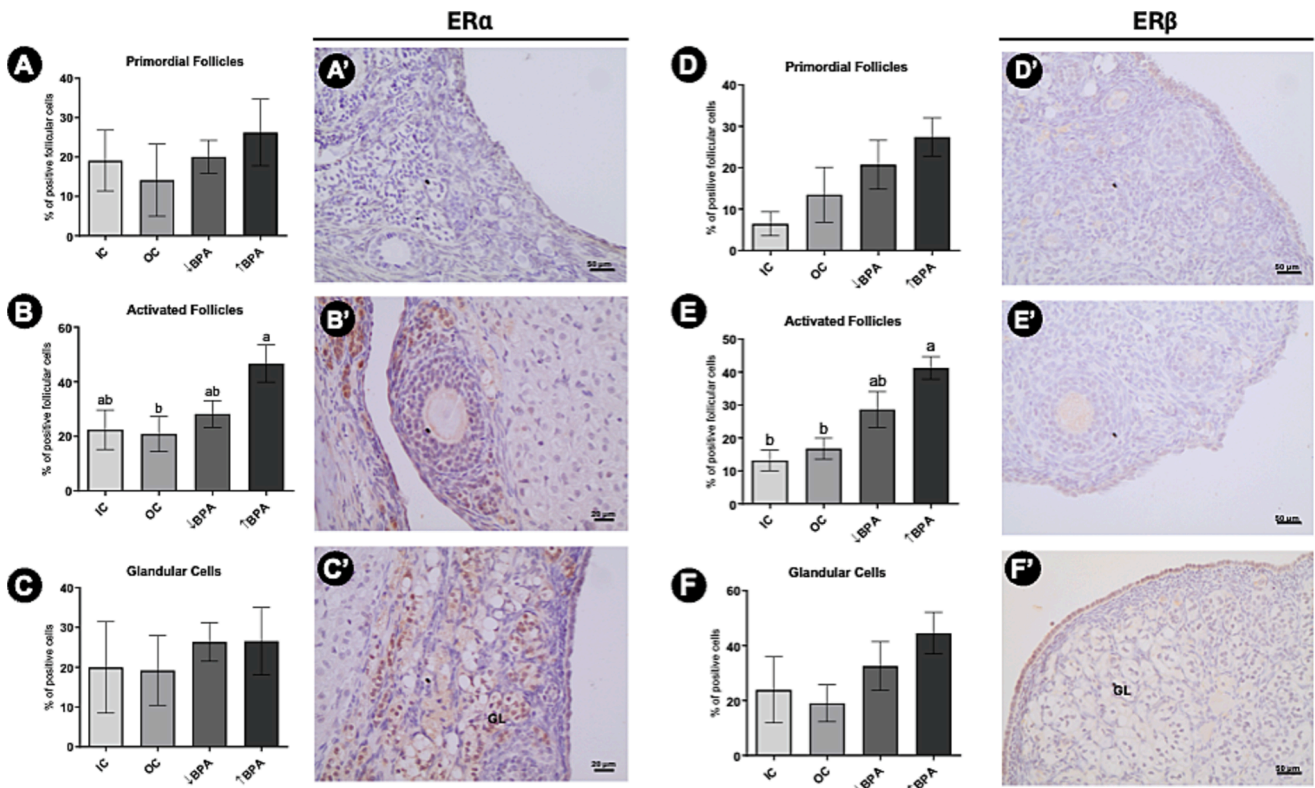 ERα
ERβ
A
Primordial Follicles
% of positive follicular cells
40
30
20
10
0
IC
OC
↓BPA
↑BPA
A'
50 µm
B
Activated Follicles
% of positive follicular cells
60
40
20
0
ab
b
ab
a
IC
OC
↓BPA
↑BPA
B'
20 µm
C
Glandular Cells
% of positive cells
40
30
20
10
0
IC
OC
↓BPA
↑BPA
C'
GL
20 µm
D
Primordial Follicles
% of positive follicular cells
40
30
20
10
0
IC
OC
↓BPA
↑BPA
D'
50 µm
E
Activated Follicles
% of positive follicular cells
50
40
30
20
10
0
b
b
ab
a
IC
OC
↓BPA
↑BPA
E'
50 µm
F
Glandular Cells
% of positive cells
60
40
20
0
IC
OC
↓BPA
↑BPA
F'
GL
50 µm